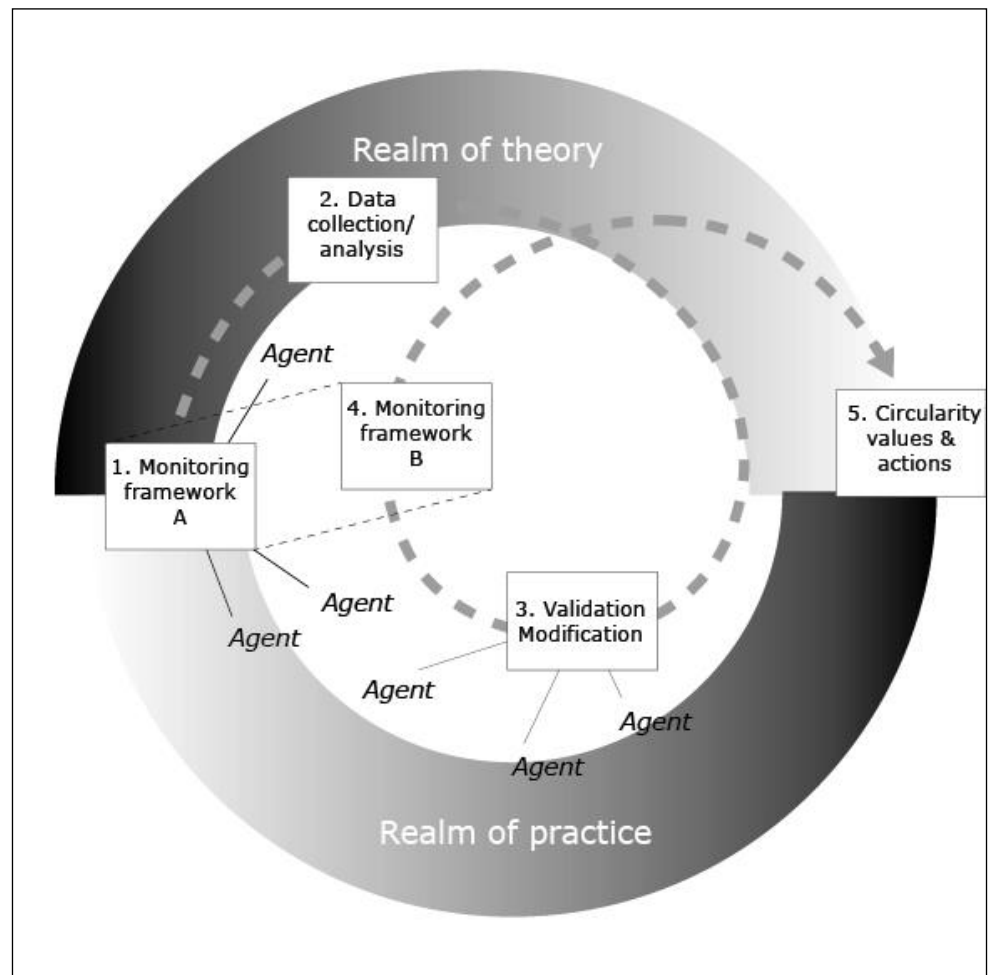 Realm of theory
2. Data
collection/
analysis
Agent
4. Monitoring
framework
B
5. Circularity
values &
actions
1. Monitoring
framework
A
Agent
Agent
3. Validation
Modification
Agent
Agent
Agent
Realm of practice